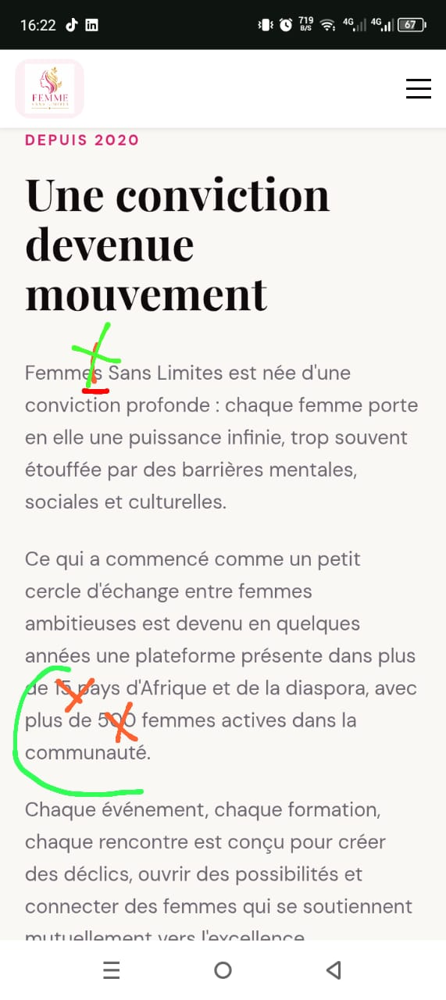 16:22
719
B/S
4G
4G
67
FEMME
SANS LIMITES
DEPUIS 2020
Une conviction
devenue
mouvement
Femmes Sans Limites est née d'une
conviction profonde : chaque femme porte
en elle une puissance infinie, trop souvent
étouffée par des barrières mentales,
sociales et culturelles.
Ce qui a commencé comme un petit
cercle d'échange entre femmes
ambitieuses est devenu en quelques
années une plateforme présente dans plus
de 15 pays d'Afrique et de la diaspora, avec
plus de 500 femmes actives dans la
communauté.
Chaque événement, chaque formation,
chaque rencontre est conçu pour créer
des déclics, ouvrir des possibilités et
connecter des femmes qui se soutiennent
mutuellement vers l'excellence